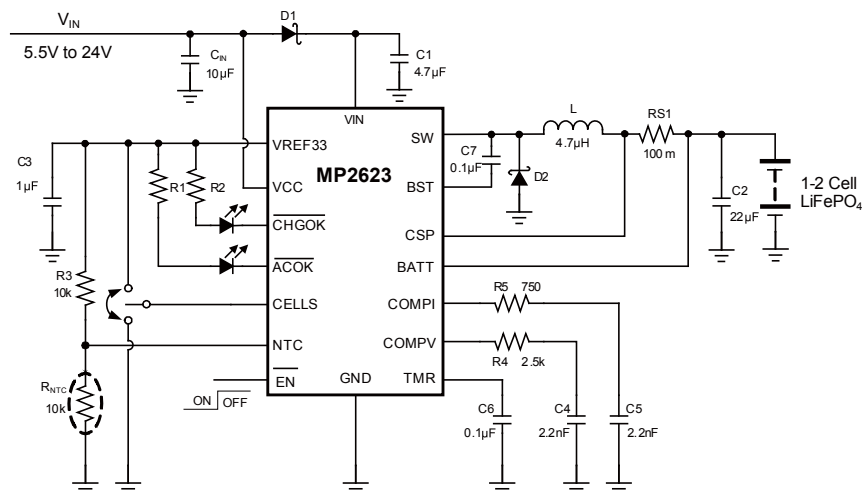 V_IN
5.5V to 24V
C_IN
10µF
D1
C1
4.7µF
VIN
MP2623
VREF33
VCC
CHGOK
ACOK
CELLS
NTC
EN
GND
SW
BST
CSP
BATT
COMPI
COMPV
TMR
C3
1µF
R1
R2
R3
10k
R_NTC
10k
ON
OFF
C7
0.1µF
D2
L
4.7µH
RS1
100 m
C2
22µF
1-2 Cell
LiFePO₄
R5
750
R4
2.5k
C6
0.1µF
C4
2.2nF
C5
2.2nF